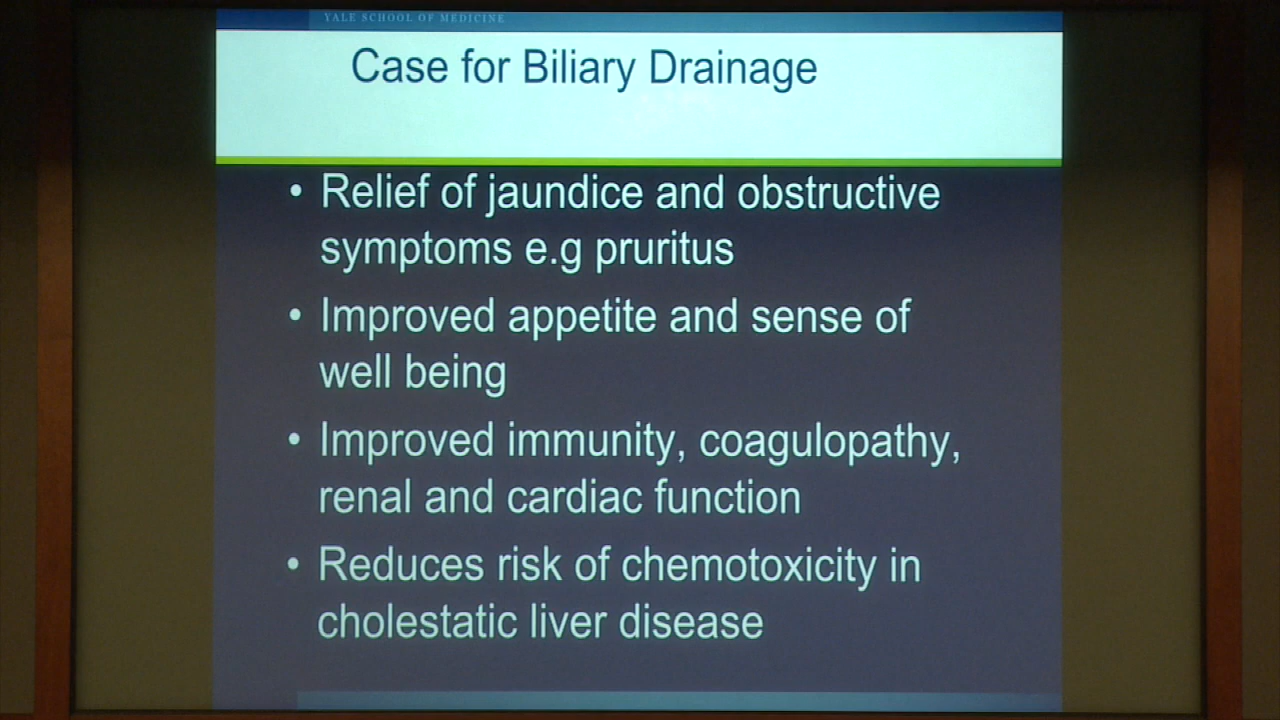 YALE SCHOOL OF MEDICINE
Case for Biliary Drainage
• Relief of jaundice and obstructive
symptoms e.g pruritus
• Improved appetite and sense of
well being
• Improved immunity, coagulopathy,
renal and cardiac function
• Reduces risk of chemotoxicity in
cholestatic liver disease